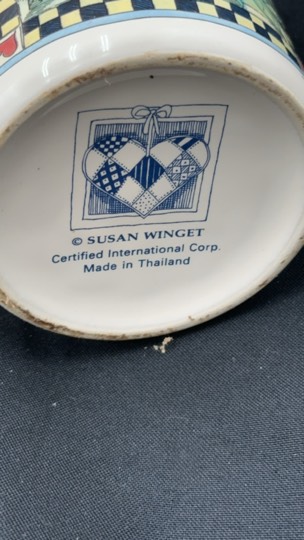 © SUSAN WINGET
Certified International Corp.
Made in Thailand